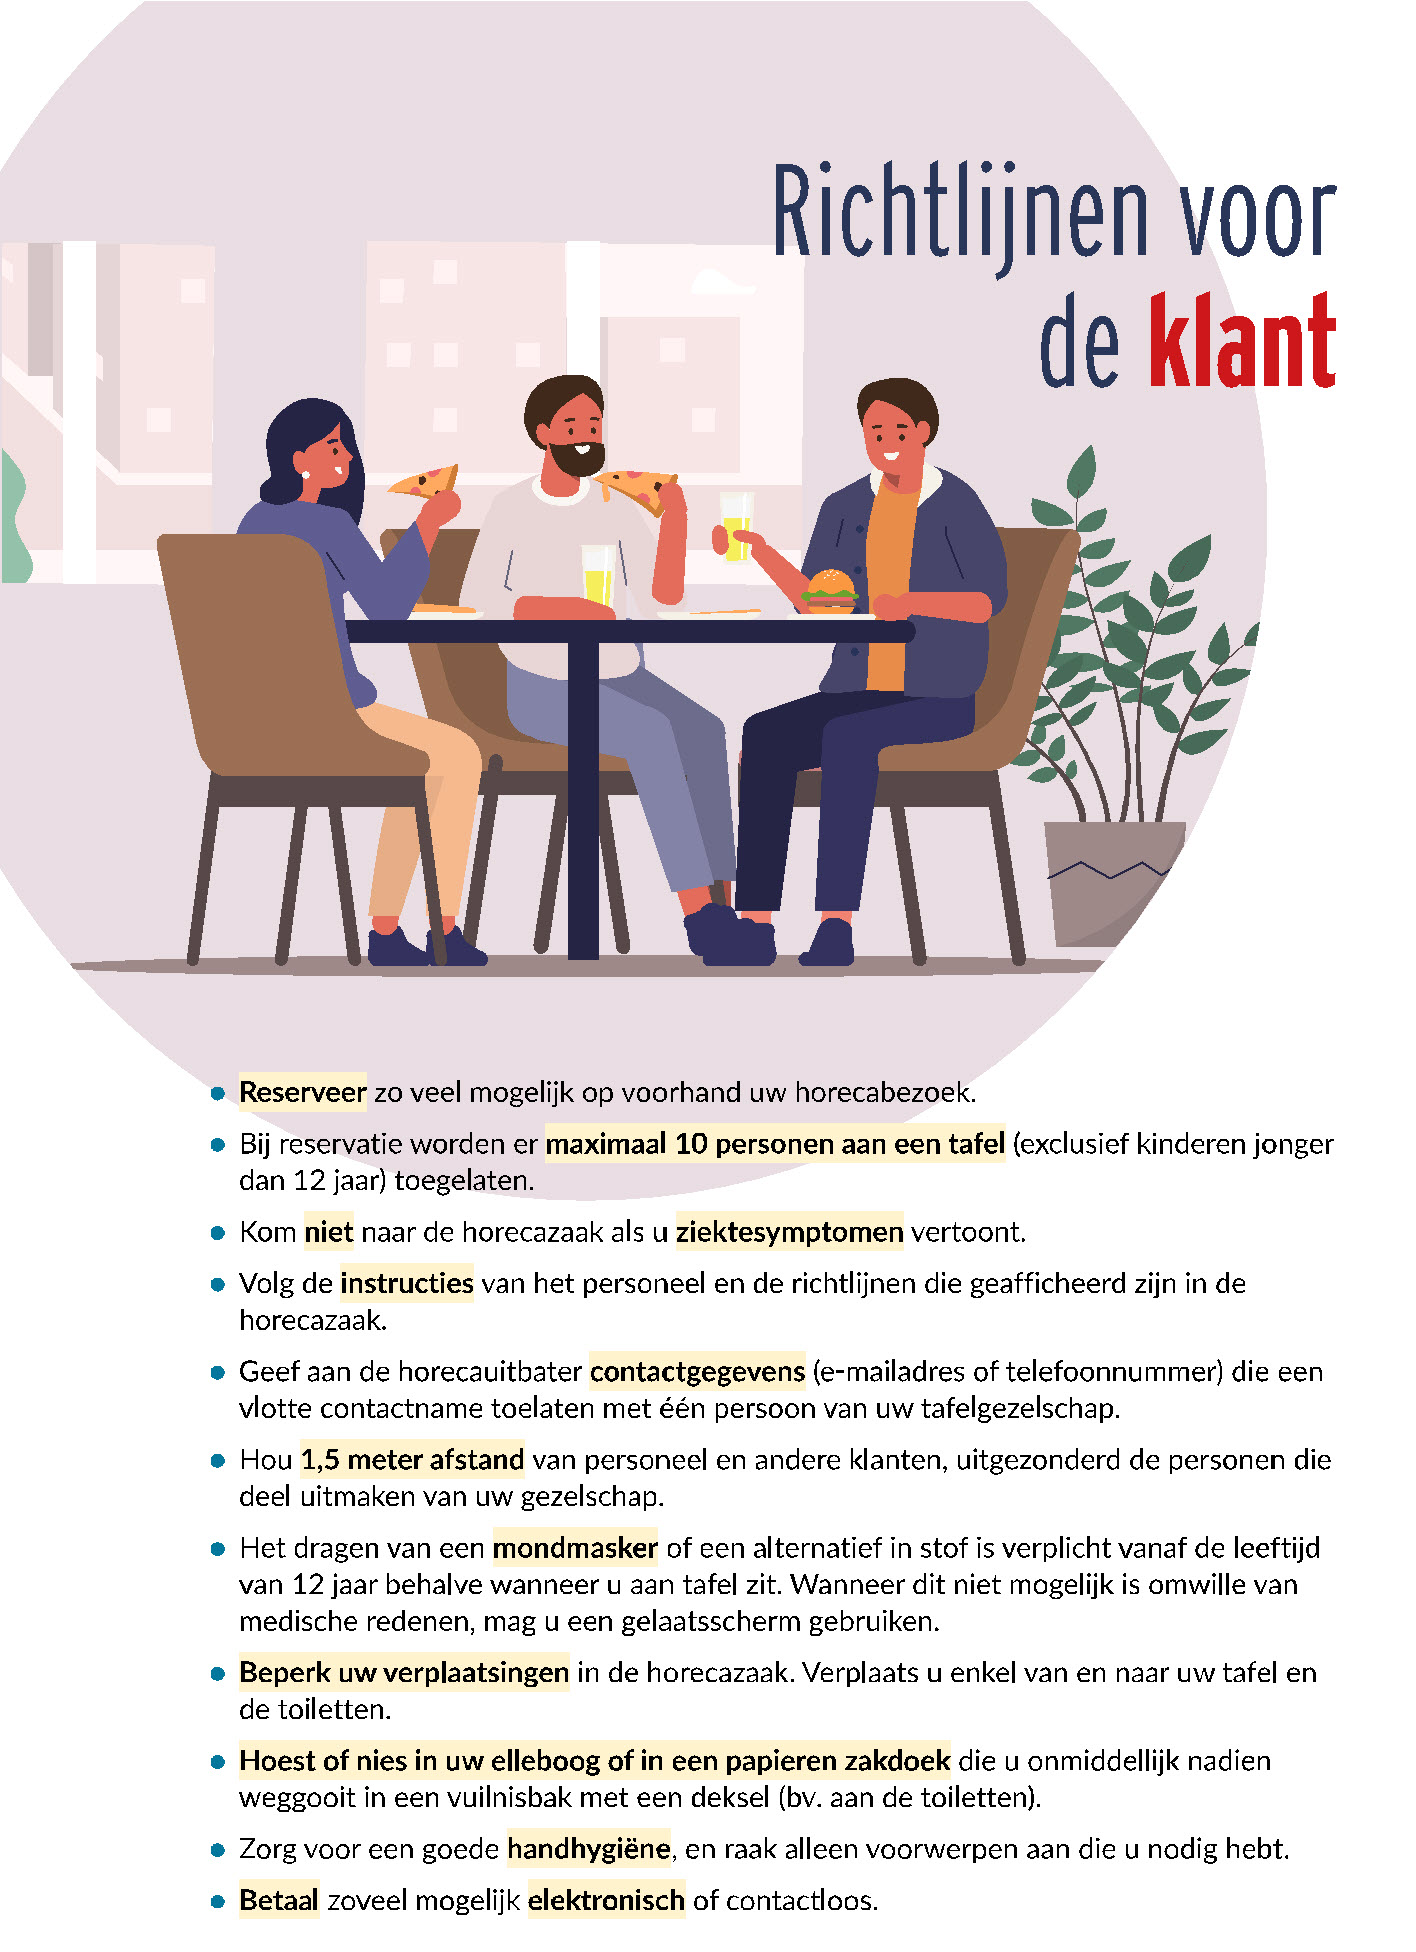 Richtlijnen voor
de klant
• Reserveer zo veel mogelijk op voorhand uw horecabezoek.
• Bij reservatie worden er maximaal 10 personen aan een tafel (exclusief kinderen jonger
dan 12 jaar) toegelaten.
• Kom niet naar de horecazaak als u ziektesymptomen vertoont.
• Volg de instructies van het personeel en de richtlijnen die geafficheerd zijn in de
horecazaak.
• Geef aan de horecauitbater contactgegevens (e-mailadres of telefoonnummer) die een
vlotte contactname toelaten met één persoon van uw tafelgezelschap.
• Hou 1,5 meter afstand van personeel en andere klanten, uitgezonderd de personen die
deel uitmaken van uw gezelschap.
• Het dragen van een mondmasker of een alternatief in stof is verplicht vanaf de leeftijd
van 12 jaar behalve wanneer u aan tafel zit. Wanneer dit niet mogelijk is omwille van
medische redenen, mag u een gelaatsscherm gebruiken.
• Beperk uw verplaatsingen in de horecazaak. Verplaats u enkel van en naar uw tafel en
de toiletten.
• Hoest of nies in uw elleboog of in een papieren zakdoek die u onmiddellijk nadien
weggooit in een vuilnisbak met een deksel (bv. aan de toiletten).
• Zorg voor een goede handhygiëne, en raak alleen voorwerpen aan die u nodig hebt.
• Betaal zoveel mogelijk elektronisch of contactloos.